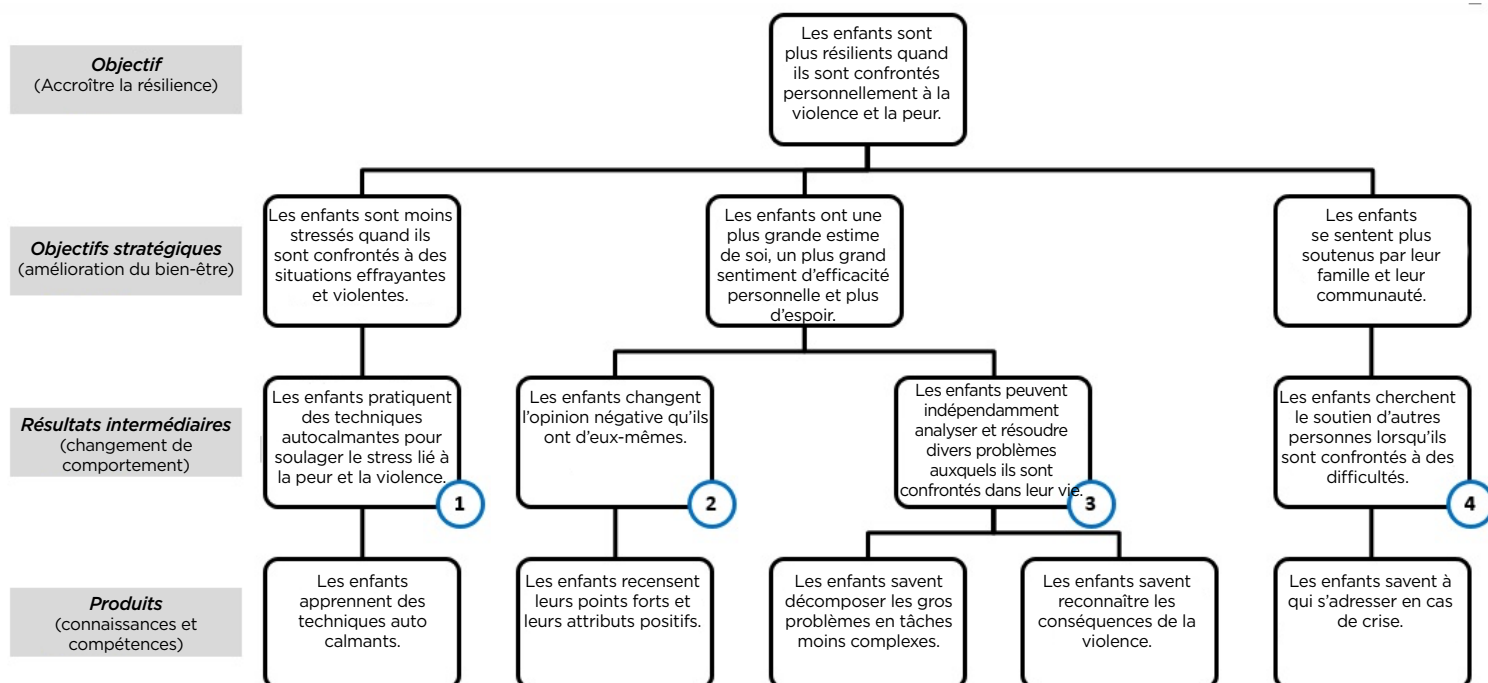 Objectif
(Accroître la résilience)
Les enfants sont
plus résilients quand
ils sont confrontés
personnellement à la
violence et la peur.
Objectifs stratégiques
(amélioration du bien-être)
Les enfants sont moins
stressés quand ils
sont confrontés à des
situations effrayantes
et violentes.
Les enfants ont une
plus grande estime
de soi, un plus grand
sentiment d’efficacité
personnelle et plus
d’espoir.
Les enfants
se sentent plus
soutenus par leur
famille et leur
communauté.
Résultats intermédiaires
(changement de
comportement)
Les enfants pratiquent
des techniques
autocalmantes pour
soulager le stress lié à
la peur et la violence.
1
Les enfants changent
l’opinion négative qu’ils
ont d’eux-mêmes.
2
Les enfants peuvent
indépendamment
analyser et résoudre
divers problèmes
auxquels ils sont
confrontés dans leur vie.
3
Les enfants cherchent
le soutien d’autres
personnes lorsqu’ils
sont confrontés à des
difficultés.
4
Produits
(connaissances et
compétences)
Les enfants
apprennent des
techniques auto
calmants.
Les enfants recensent
leurs points forts et
leurs attributs positifs.
Les enfants savent
décomposer les gros
problèmes en tâches
moins complexes.
Les enfants savent
reconnaître les
conséquences de la
violence.
Les enfants savent à
qui s’adresser en cas
de crise.